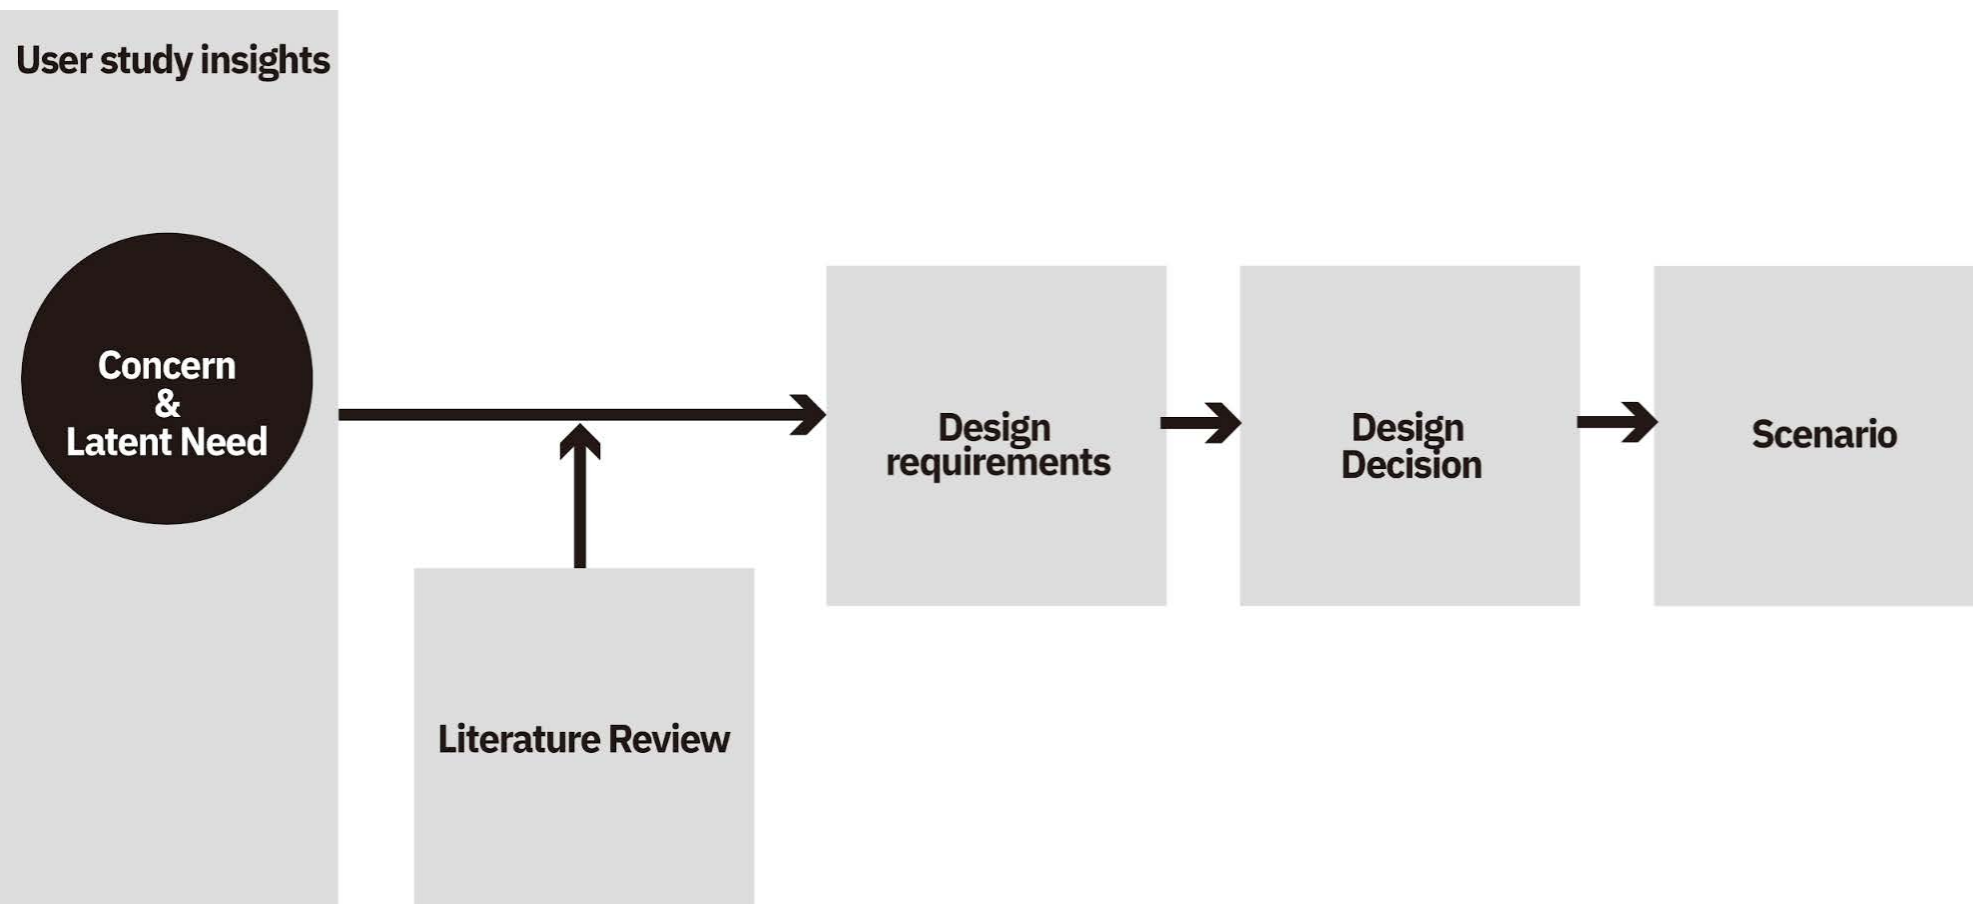 User study insights
Concern
&
Latent Need
Literature Review
Design
requirements
Design
Decision
Scenario